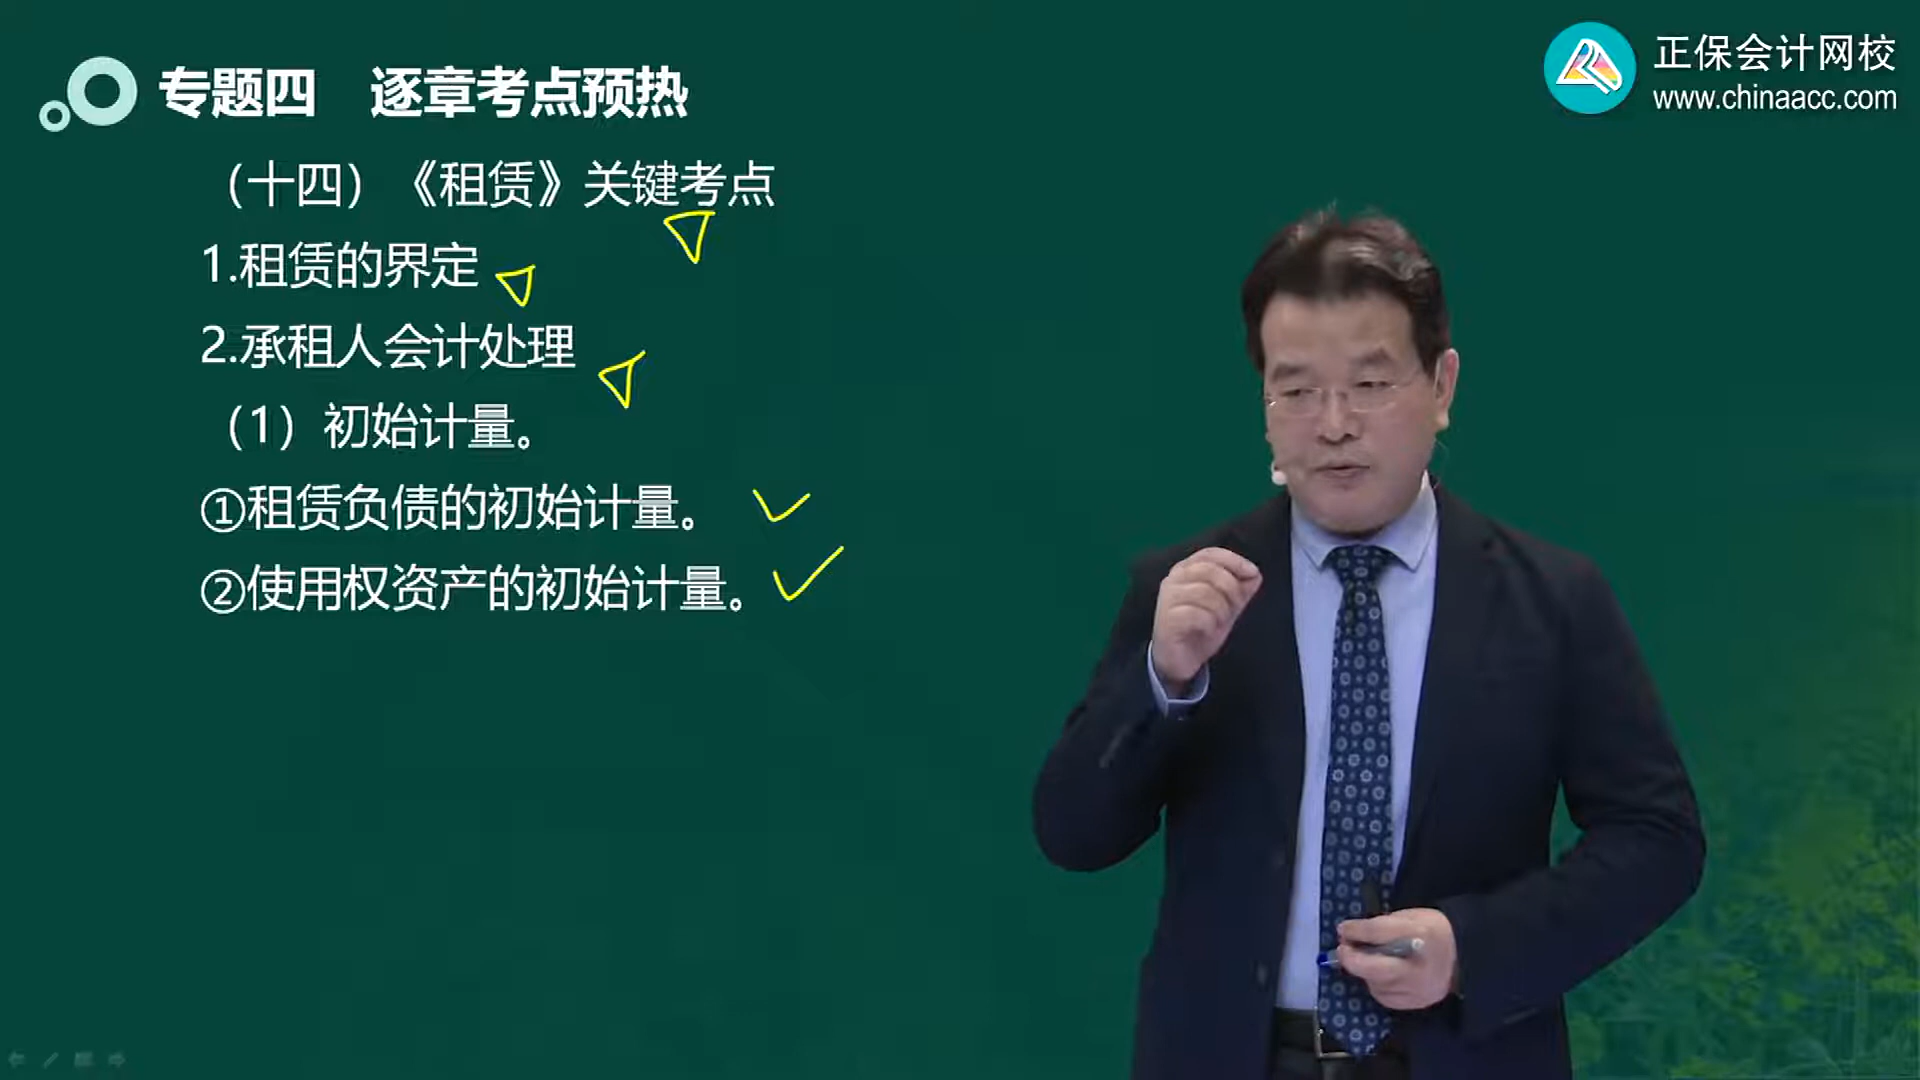 专题四 逐章考点预热
正保会计网校
www.chinaacc.com
（十四）《租赁》关键考点
1.租赁的界定
2.承租人会计处理
（1）初始计量。
①租赁负债的初始计量。
②使用权资产的初始计量。